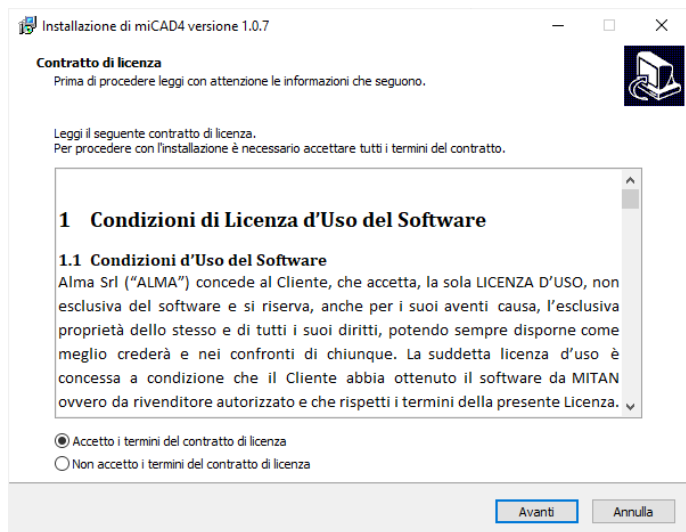 Installazione di miCAD4 versione 1.0.7
Contratto di licenza
Prima di procedere leggi con attenzione le informazioni che seguono.
Leggi il seguente contratto di licenza.
Per procedere con l'installazione è necessario accettare tutti i termini del contratto.
1 Condizioni di Licenza d'Uso del Software
1.1 Condizioni d'Uso del Software
Alma Srl ("ALMA") concede al Cliente, che accetta, la sola LICENZA D'USO, non
esclusiva del software e si riserva, anche per i suoi aventi causa, l'esclusiva
proprietà dello stesso e di tutti i suoi diritti, potendo sempre disporne come
meglio crederà e nei confronti di chiunque. La suddetta licenza d'uso è
concessa a condizione che il Cliente abbia ottenuto il software da MITAN
ovvero da rivenditore autorizzato e che rispetti i termini della presente Licenza.
Accetto i termini del contratto di licenza
Non accetto i termini del contratto di licenza
Avanti
Annulla